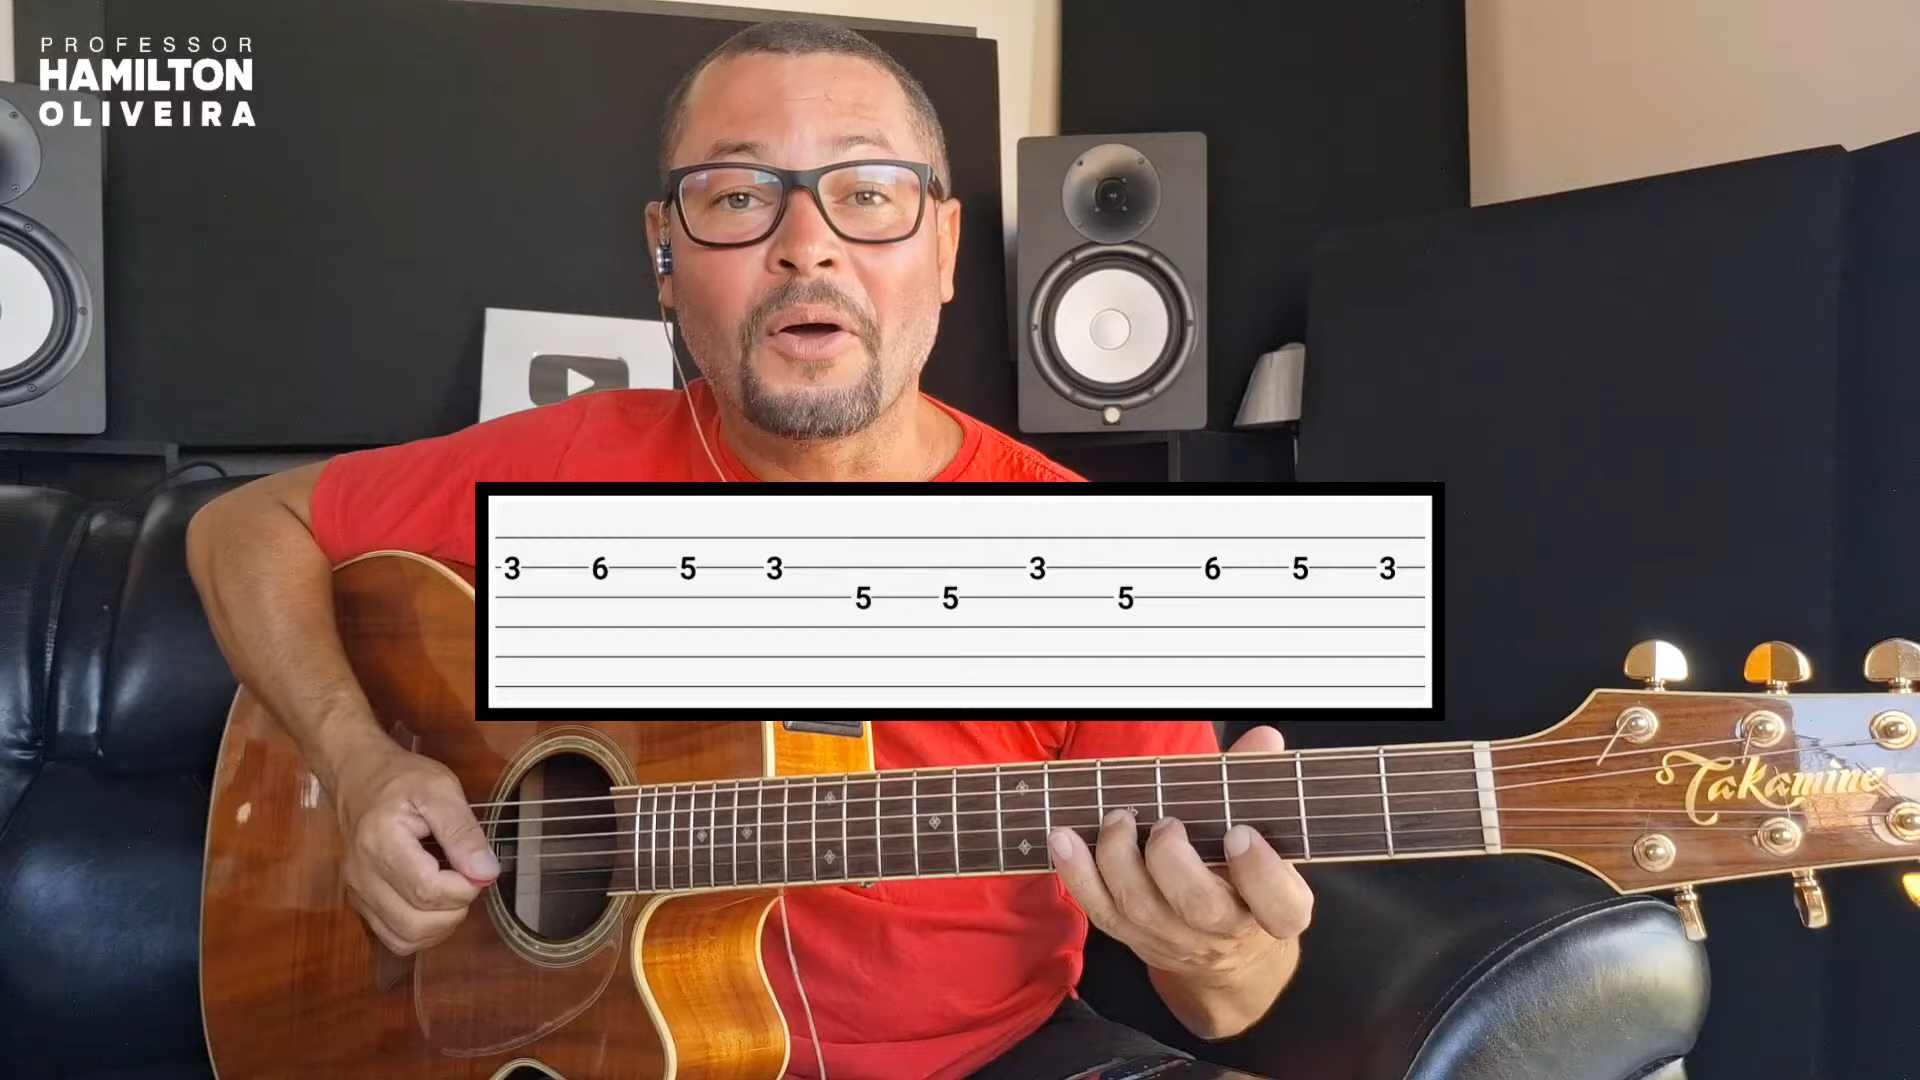 PROFESSOR
HAMILTON
OLIVEIRA
3 6 5 3 3 6 5 3
5 5 5
Takamine